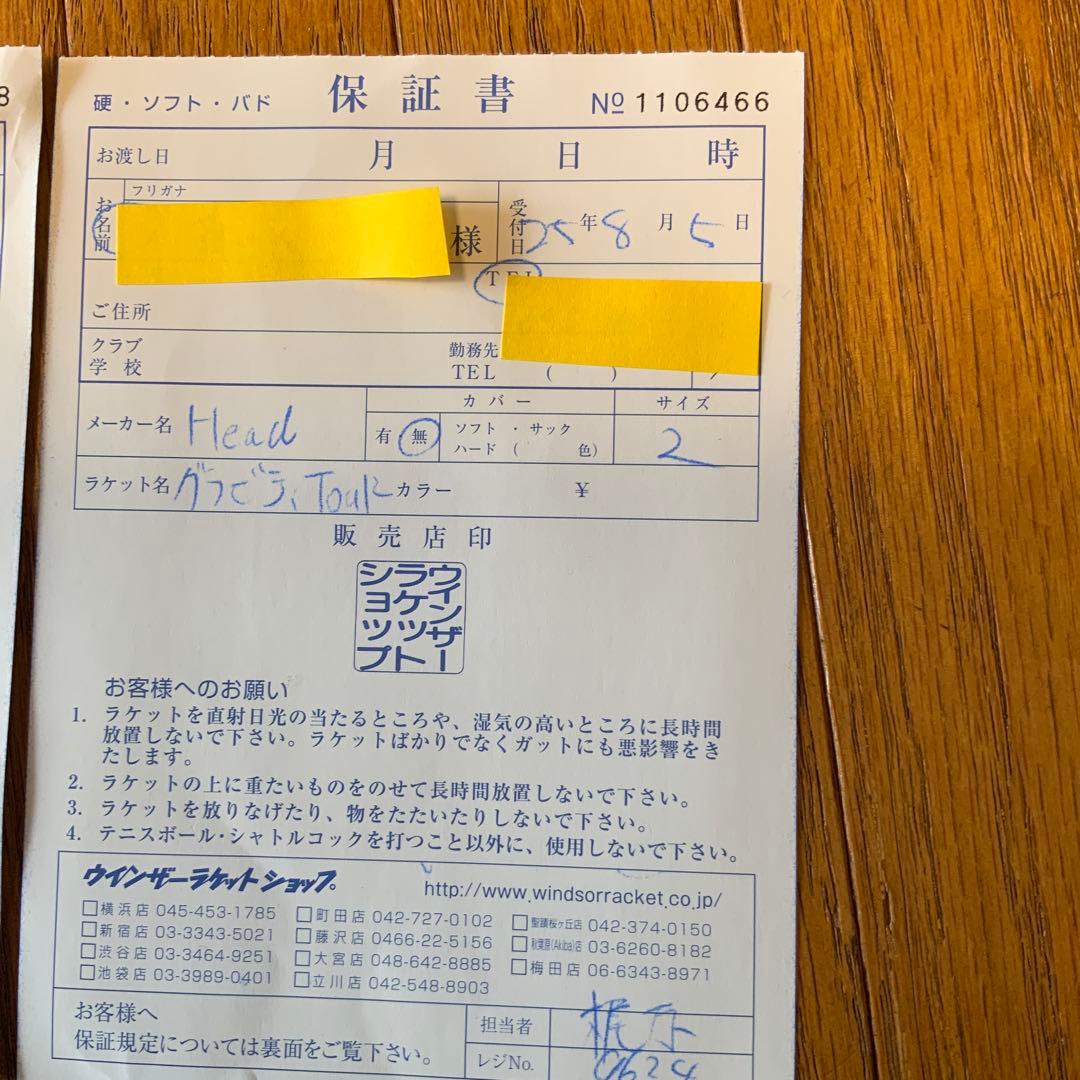 8
硬・ソフト・バド 保証書 № 1106466
お渡し日 月 日 時
お名前 フリガナ 様 受付日 25年8月5日
ご住所
クラブ 学校 勤務先 TEL ( )
メーカー名 Head カバー 有 無 ソフト・サック ハード( 色) サイズ 2
ラケット名 グラビティ Tour カラー ¥
販売店印
ウインザーラケットショップ
お客様へのお願い
1. ラケットを直射日光の当たるところや、湿気の高いところに長時間
放置しないで下さい。ラケットばかりでなくガットにも悪影響をき
たします。
2. ラケットの上に重たいものをのせて長時間放置しないで下さい。
3. ラケットを放りなげたり、物をたたいたりしないで下さい。
4. テニスボール・シャトルコックを打つこと以外に、使用しないで下さい。
ウインザーラケットショップ。 http://www.windsorracket.co.jp/
□横浜店 045-453-1785 □町田店 042-727-0102 □聖蹟桜ヶ丘店 042-374-0150
□新宿店 03-3343-5021 □藤沢店 0466-22-5156 □秋葉原(Akiba)店 03-6260-8182
□渋谷店 03-3464-9251 □大宮店 048-642-8885 □梅田店 06-6343-8971
□池袋店 03-3989-0401 □立川店 042-548-8903
お客様へ
保証規定については裏面をご覧下さい。
担当者
レジNo. 0624